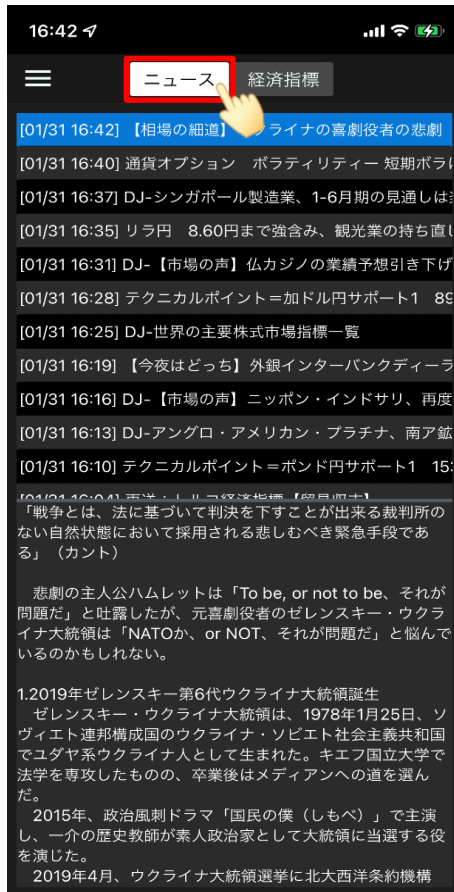 16:42
ニュース 経済指標
[01/31 16:42] 【相場の細道】 クライナの喜劇役者の悲劇
[01/31 16:40] 通貨オプション ボラティリティー 短期ボラ
[01/31 16:37] DJ-シンガポール製造業、1-6月期の見通しは
[01/31 16:35] リラ円 8.60円まで強含み、観光業の持ち直し
[01/31 16:31] DJ-【市場の声】仏カジノの業績予想引き下げ
[01/31 16:28] テクニカルポイント＝加ドル円サポート1 89
[01/31 16:25] DJ-世界の主要株式市場指標一覧
[01/31 16:19] 【今夜はどっち】外銀インターバンクディーラ
[01/31 16:16] DJ-【市場の声】ニッポン・インドサリ、再度
[01/31 16:13] DJ-アングロ・アメリカン・プラチナ、南ア鉱
[01/31 16:10] テクニカルポイント＝ポンド円サポート1 15
[01/31 16:04] 東洋：トルコ経済指標【貿易収支】
「戦争とは、法に基づいて判決を下すことが出来る裁判所の
ない自然状態において採用される悲しむべき緊急手段であ
る」（カント）
悲劇の主人公ハムレットは「To be, or not to be、それが
問題だ」と吐露したが、元喜劇役者のゼレンスキー・ウクラ
イナ大統領は「NATOか、or NOT、それが問題だ」と悩んで
いるのかもしれない。
1.2019年ゼレンスキー第6代ウクライナ大統領誕生
ゼレンスキー・ウクライナ大統領は、1978年1月25日、ソ
ヴィエト連邦構成国のウクライナ・ソビエト社会主義共和国
でユダヤ系ウクライナ人として生まれた。キエフ国立大学で
法学を専攻したものの、卒業後はメディアンへの道を選ん
だ。
2015年、政治風刺ドラマ「国民の僕（しもべ）」で主演
し、一介の歴史教師が素人政治家として大統領に当選する役
を演じた。
2019年4月、ウクライナ大統領選挙に北大西洋条約機構